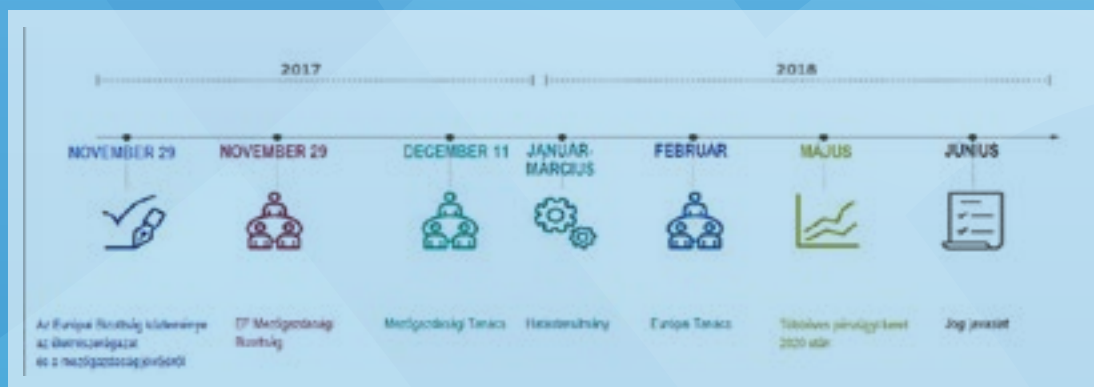 2017
2018
NOVEMBER 29
NOVEMBER 29
DECEMBER 11
JANUÁR-
MÁRCIUS
FEBRUÁR
MÁJUS
JÚNIUS
Az Európai Bizottság közleménye
az élelmiszerágazat
és a mezőgazdaság jövőjéről
EP Mezőgazdasági
Bizottság
Mezőgazdasági Tanács
Hatástanulmány
Európai Tanács
Többéves pénzügyi keret
2020 után
Jogi javaslat